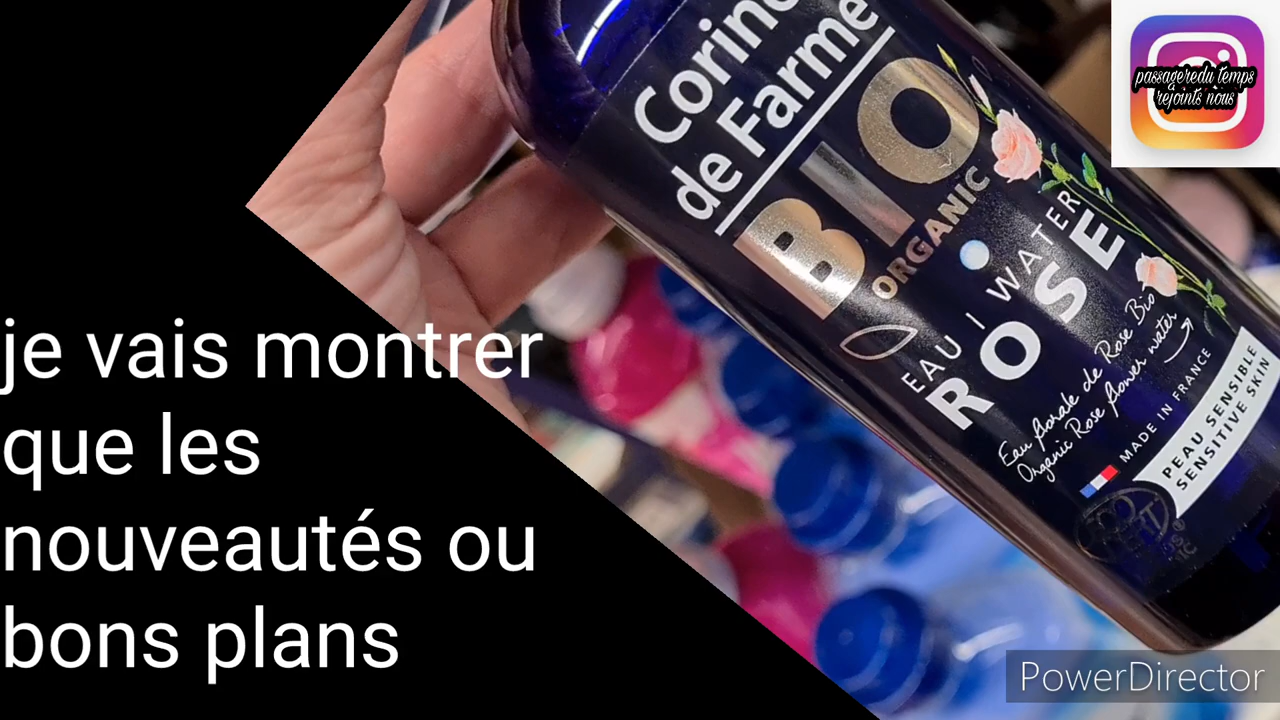 passageredu temps
&
rejoints nous
Corine
de Farme
BIO
ORGANIC
EAU | WATER
ROSE
Eau florale de Rose Bio
Organic Rose flower water
MADE IN FRANCE
PEAU SENSIBLE
SENSITIVE SKIN
je vais montrer
que les
nouveautés ou
bons plans
PowerDirector